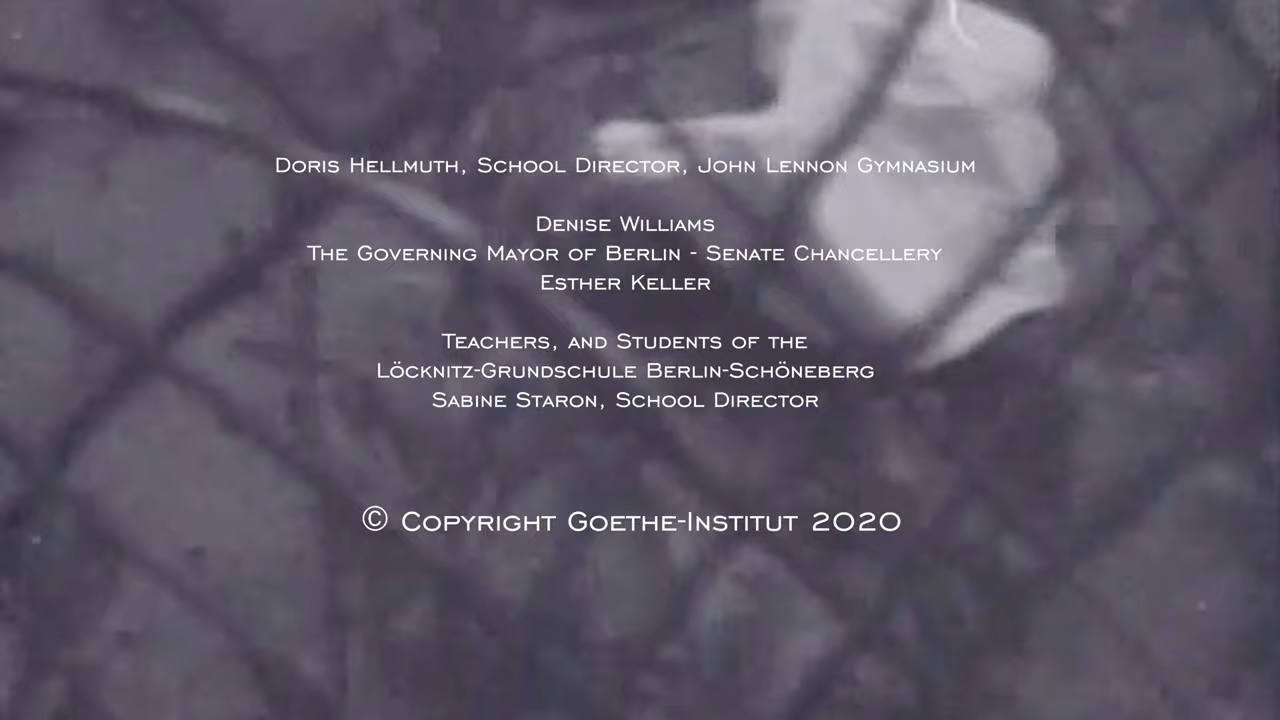 Doris Hellmuth, School Director, John Lennon Gymnasium
Denise Williams
The Governing Mayor of Berlin - Senate Chancellery
Esther Keller
Teachers, and Students of the
Löcknitz-Grundschule Berlin-Schöneberg
Sabine Staron, School Director
© Copyright Goethe-Institut 2020